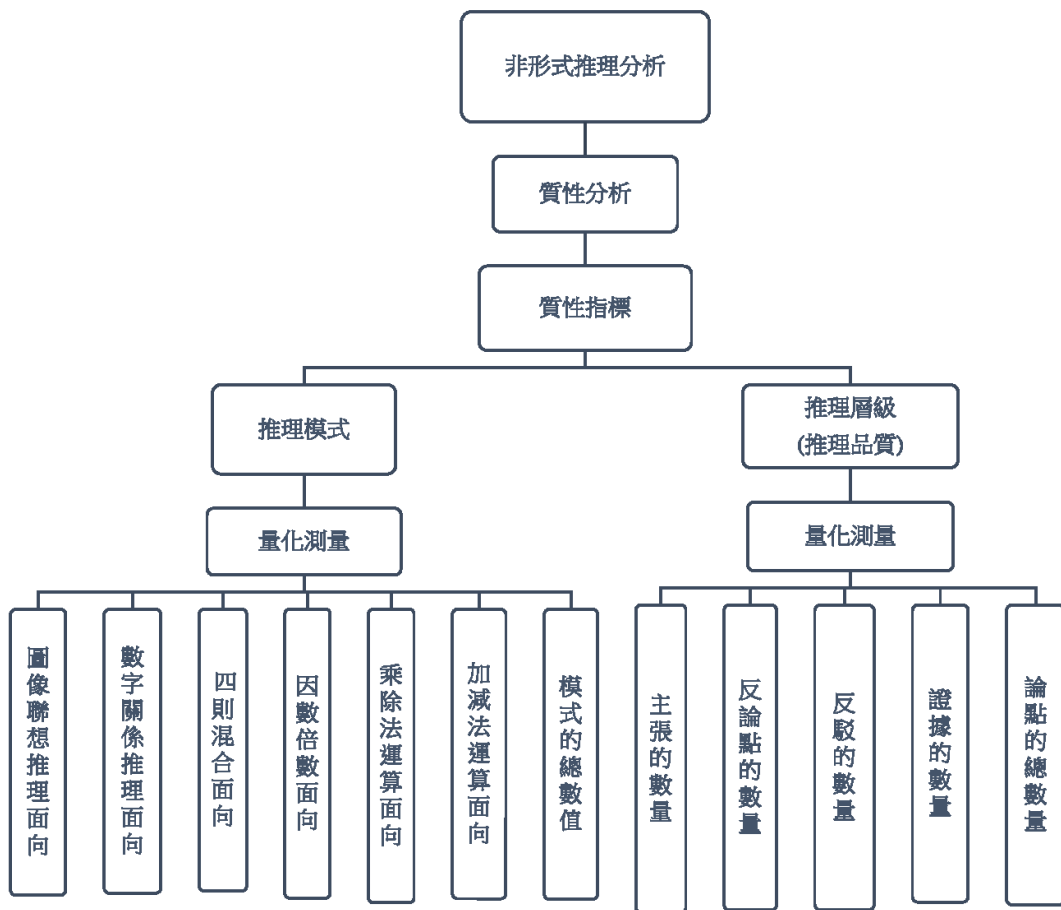 非形式推理分析
質性分析
質性指標
推理模式
推理層級
(推理品質)
量化測量
量化測量
圖像聯想推理面向
數字關係推理面向
四則混合面向
因數倍數面向
乘除法運算面向
加減法運算面向
模式的總數值
主張的數量
反論點的數量
反駁的數量
證據的數量
論點的總數量